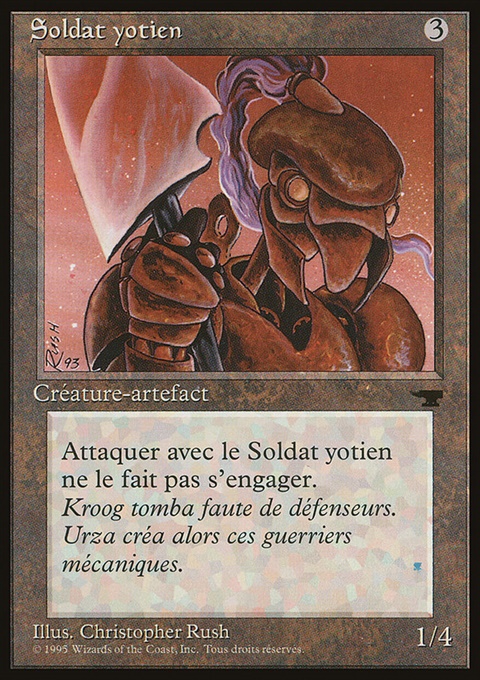 Soldat yotien 3
RUSH
93
Créature-artefact
Attaquer avec le Soldat yotien
ne le fait pas s'engager.
Kroog tomba faute de défenseurs.
Urza créa alors ces guerriers
mécaniques.
Illus. Christopher Rush
1/4
© 1995 Wizards of the Coast, Inc. Tous droits réservés.